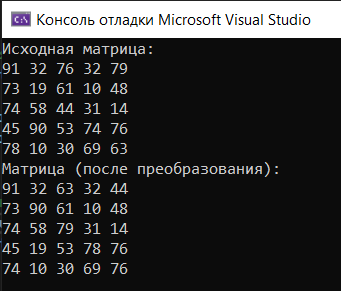 Консоль отладки Microsoft Visual Studio
Исходная матрица:
91 32 76 32 79
73 19 61 10 48
74 58 44 31 14
45 90 53 74 76
78 10 30 69 63
Матрица (после преобразования):
91 32 63 32 44
73 90 61 10 48
74 58 79 31 14
45 19 53 78 76
74 10 30 69 76